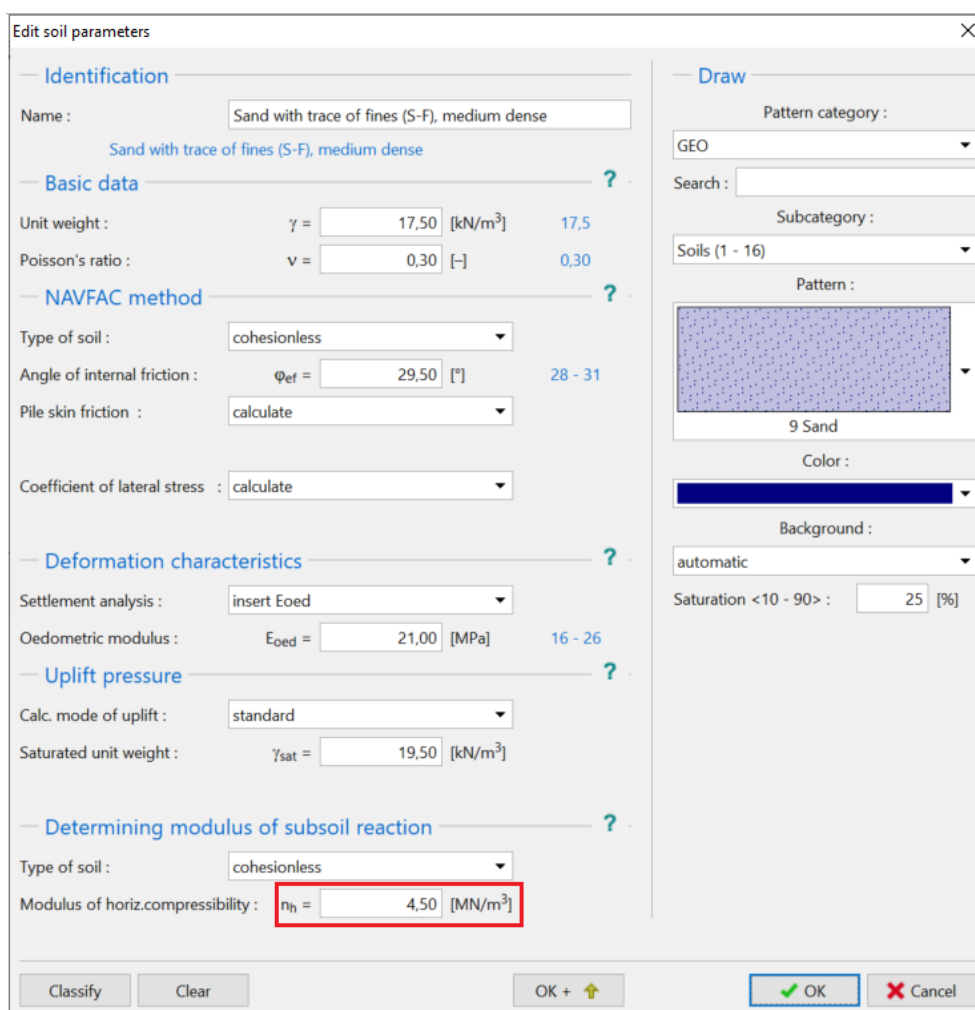 Edit soil parameters
Identification
Name :
Sand with trace of fines (S-F), medium dense
Sand with trace of fines (S-F), medium dense
Basic data
?
Unit weight :
γ =
17,50
[kN/m³]
17,5
Poisson's ratio :
ν =
0,30
[–]
0,30
NAVFAC method
?
Type of soil :
cohesionless
Angle of internal friction :
φef =
29,50
[°]
28 - 31
Pile skin friction :
calculate
Coefficient of lateral stress :
calculate
Deformation characteristics
?
Settlement analysis :
insert Eoed
Oedometric modulus :
Eoed =
21,00
[MPa]
16 - 26
Uplift pressure
?
Calc. mode of uplift :
standard
Saturated unit weight :
γsat =
19,50
[kN/m³]
Determining modulus of subsoil reaction
?
Type of soil :
cohesionless
Modulus of horiz.compressibility :
nh =
4,50
[MN/m³]
Draw
Pattern category :
GEO
Search :
Subcategory :
Soils (1 - 16)
Pattern :
9 Sand
Color :
Background :
automatic
Saturation <10 - 90> :
25
[%]
Classify
Clear
OK +
OK
Cancel